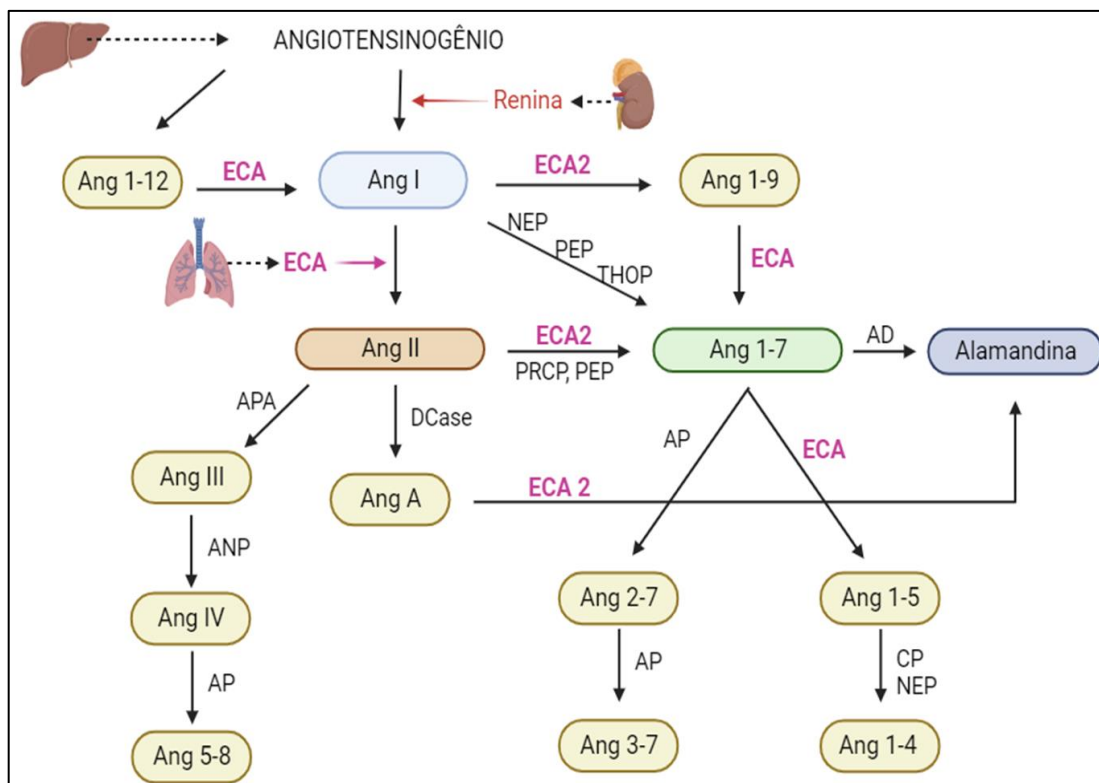 ANGIOTENSINOGÊNIO
Renina
Ang 1-12
ECA
Ang I
ECA2
Ang 1-9
NEP
PEP
THOP
ECA
ECA
Ang II
ECA2
PRCP, PEP
Ang 1-7
AD
Alamandina
APA
DCase
AP
ECA
Ang III
Ang A
ECA 2
ANP
Ang IV
Ang 2-7
Ang 1-5
AP
AP
CP
NEP
Ang 5-8
Ang 3-7
Ang 1-4